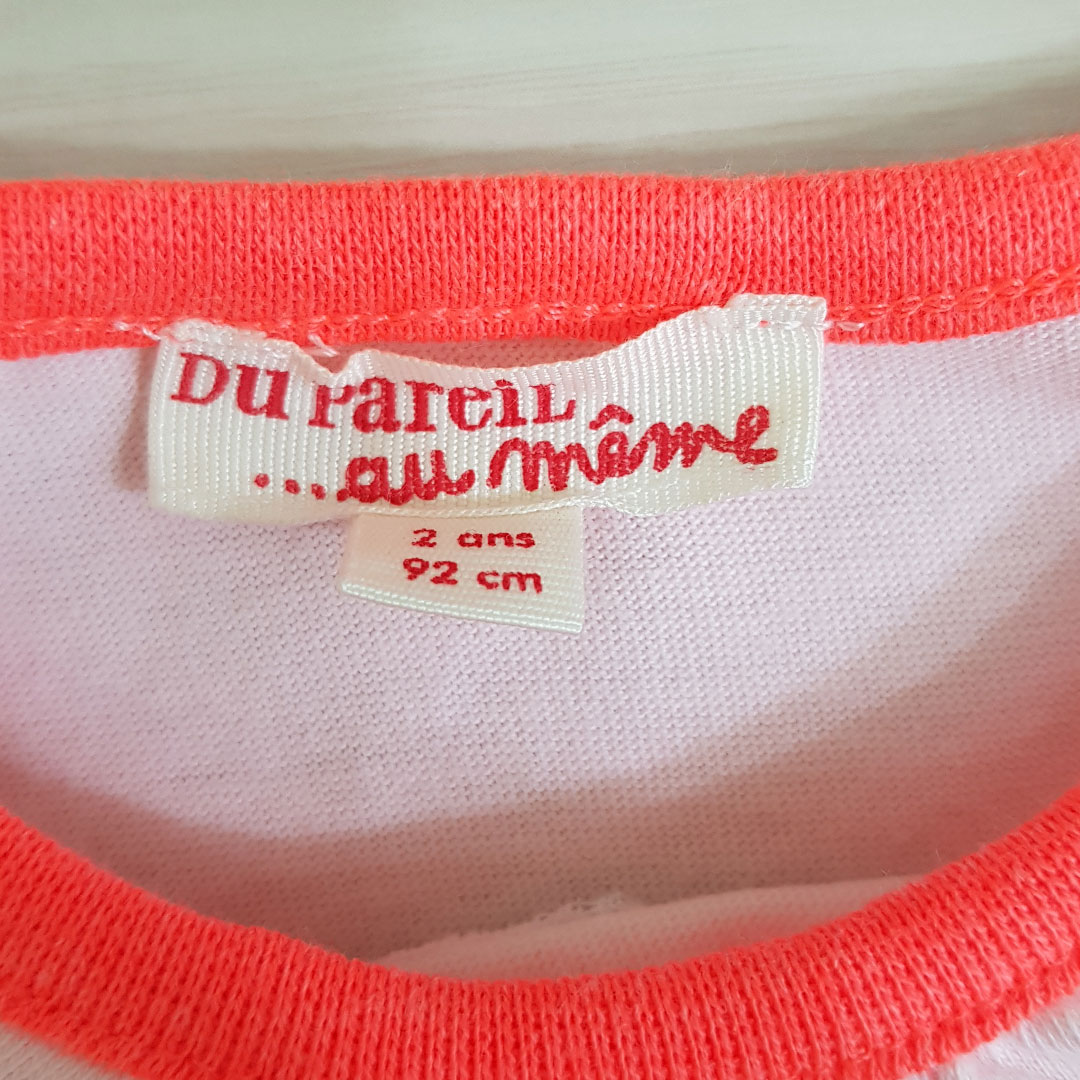 Du Pareil
...au même
2 ans
92 cm